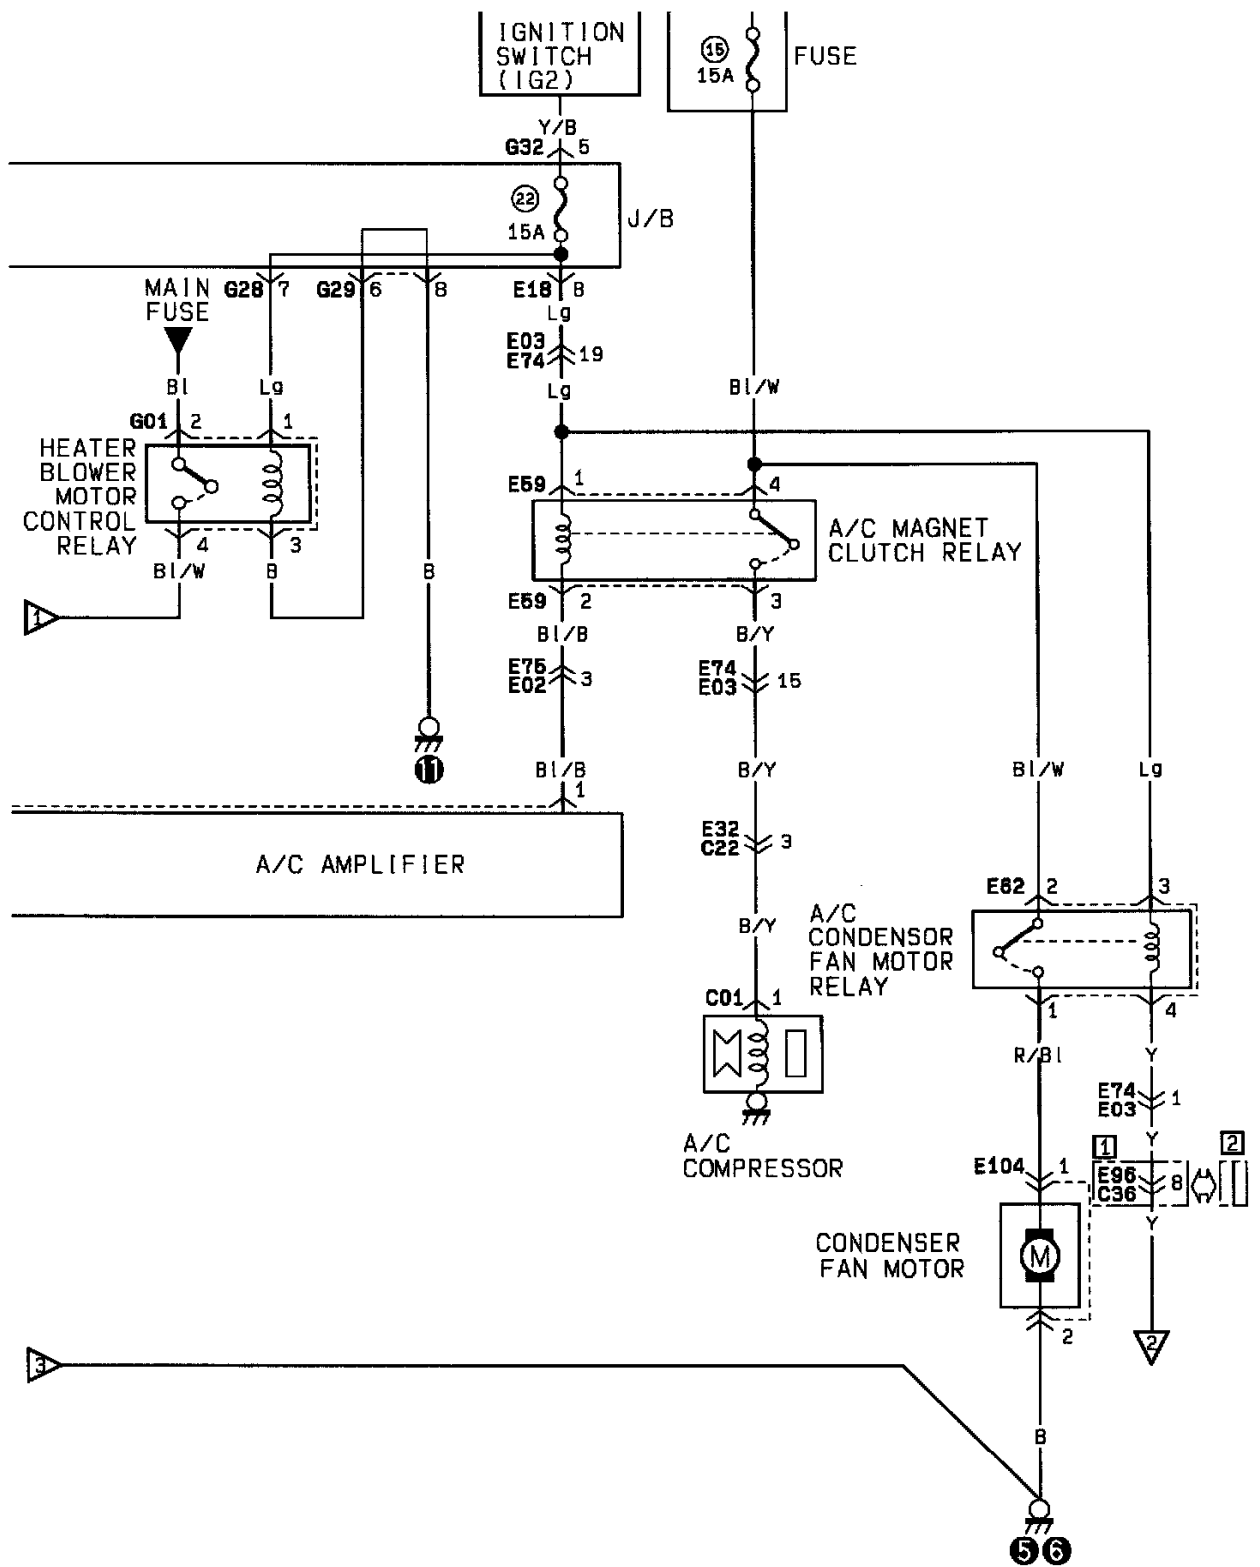 IGNITION
SWITCH
(IG2)
15
15A
FUSE
Y/B
G32 5
22
15A
J/B
MAIN
FUSE
G28 7
G29 6
8
E18 8
Lg
E03
E74
19
Bl
Lg
Lg
Bl/W
G01 2
1
HEATER
BLOWER
MOTOR
CONTROL
RELAY
E59 1
4
A/C MAGNET
CLUTCH RELAY
4
3
Bl/W
B
B
1
E59 2
3
Bl/B
B/Y
E75
E02
3
E74
E03
15
11
Bl/B
B/Y
Bl/W
Lg
1
A/C AMPLIFIER
E32
C22
3
B/Y
E62 2
3
A/C
CONDENSOR
FAN MOTOR
RELAY
C01 1
1
4
R/Bl
Y
E74
E03
1
Y
A/C
COMPRESSOR
E104 1
1
2
E96
C36
8
Y
CONDENSER
FAN MOTOR
M
2
2
3
B
5 6